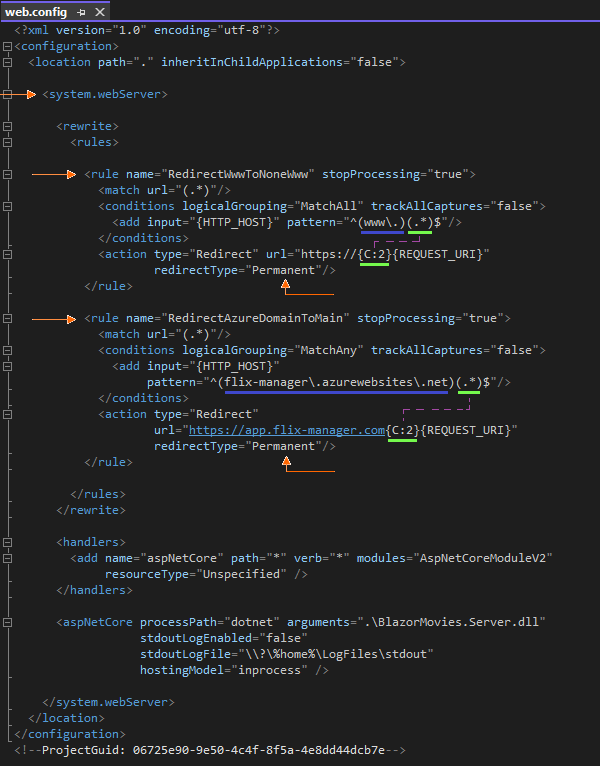 web.config
<?xml version="1.0" encoding="utf-8"?>
<configuration>
<location path="." inheritInChildApplications="false">
<system.webServer>
<rewrite>
<rules>
<rule name="RedirectWwwToNoneWww" stopProcessing="true">
<match url="(.*)"/>
<conditions logicalGrouping="MatchAll" trackAllCaptures="false">
<add input="{HTTP_HOST}" pattern="^(www\.)(.*)$"/>
</conditions>
<action type="Redirect" url="https://{C:2}{REQUEST_URI}"
redirectType="Permanent"/>
</rule>
<rule name="RedirectAzureDomainToMain" stopProcessing="true">
<match url="(.*)"/>
<conditions logicalGrouping="MatchAny" trackAllCaptures="false">
<add input="{HTTP_HOST}"
pattern="^(flix-manager\.azurewebsites\.net)(.*)$"/>
</conditions>
<action type="Redirect"
url="https://app.flix-manager.com{C:2}{REQUEST_URI}"
redirectType="Permanent"/>
</rule>
</rules>
</rewrite>
<handlers>
<add name="aspNetCore" path="*" verb="*" modules="AspNetCoreModuleV2"
resourceType="Unspecified" />
</handlers>
<aspNetCore processPath="dotnet" arguments=".\BlazorMovies.Server.dll"
stdoutLogEnabled="false"
stdoutLogFile="\\?\%home%\LogFiles\stdout"
hostingModel="inprocess" />
</system.webServer>
</location>
</configuration>
<!--ProjectGuid: 06725e90-9e50-4c4f-8f5a-4e8dd44dcb7e-->